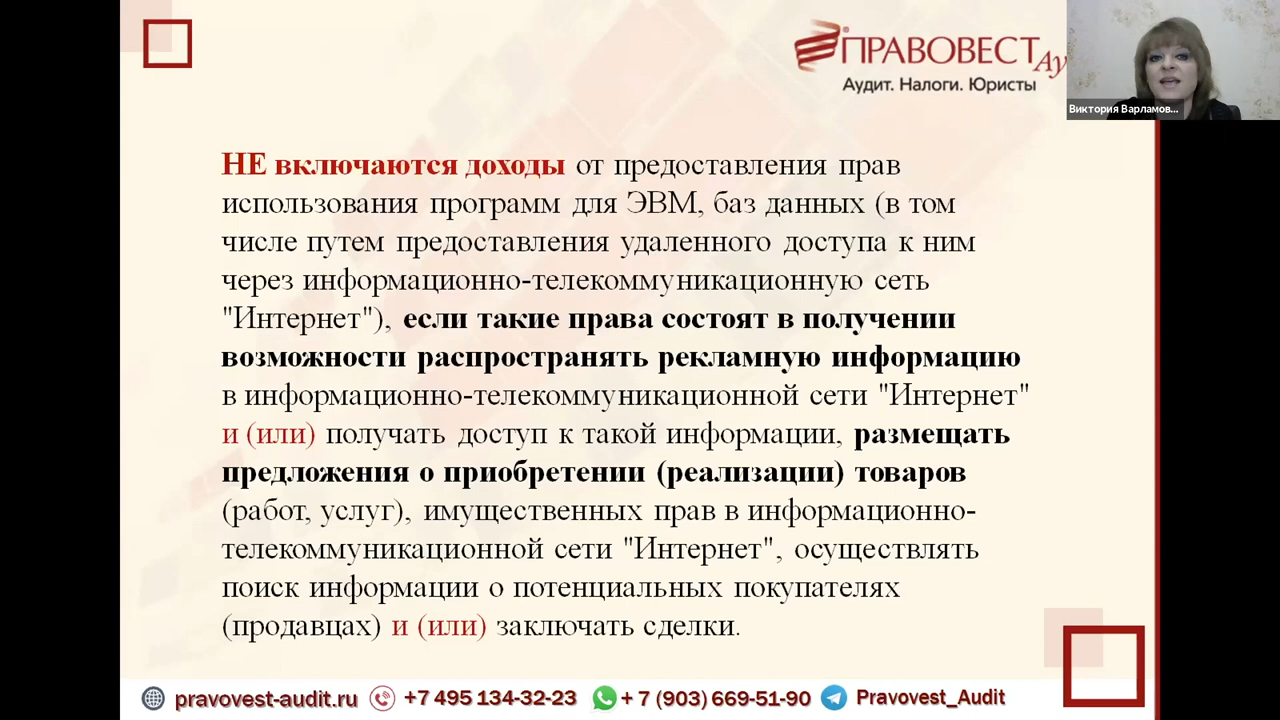 ПРАВОВЕСТ
Ау
Аудит. Налоги. Юристы
Виктория Варламов...
НЕ включаются доходы от предоставления прав
использования программ для ЭВМ, баз данных (в том
числе путем предоставления удаленного доступа к ним
через информационно-телекоммуникационную сеть
"Интернет"), если такие права состоят в получении
возможности распространять рекламную информацию
в информационно-телекоммуникационной сети "Интернет"
и (или) получать доступ к такой информации, размещать
предложения о приобретении (реализации) товаров
(работ, услуг), имущественных прав в информационно-
телекоммуникационной сети "Интернет", осуществлять
поиск информации о потенциальных покупателях
(продавцах) и (или) заключать сделки.
pravovest-audit.ru +7 495 134-32-23 + 7 (903) 669-51-90 Pravovest_Audit